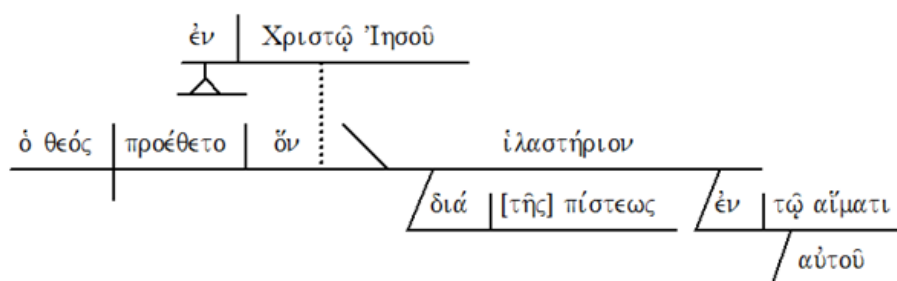 ἐν Χριστῷ Ἰησοῦ
ὁ θεός προέθετο ὅν ἱλαστήριον
διά [τῆς] πίστεως ἐν τῷ αἵματι
αὐτοῦ